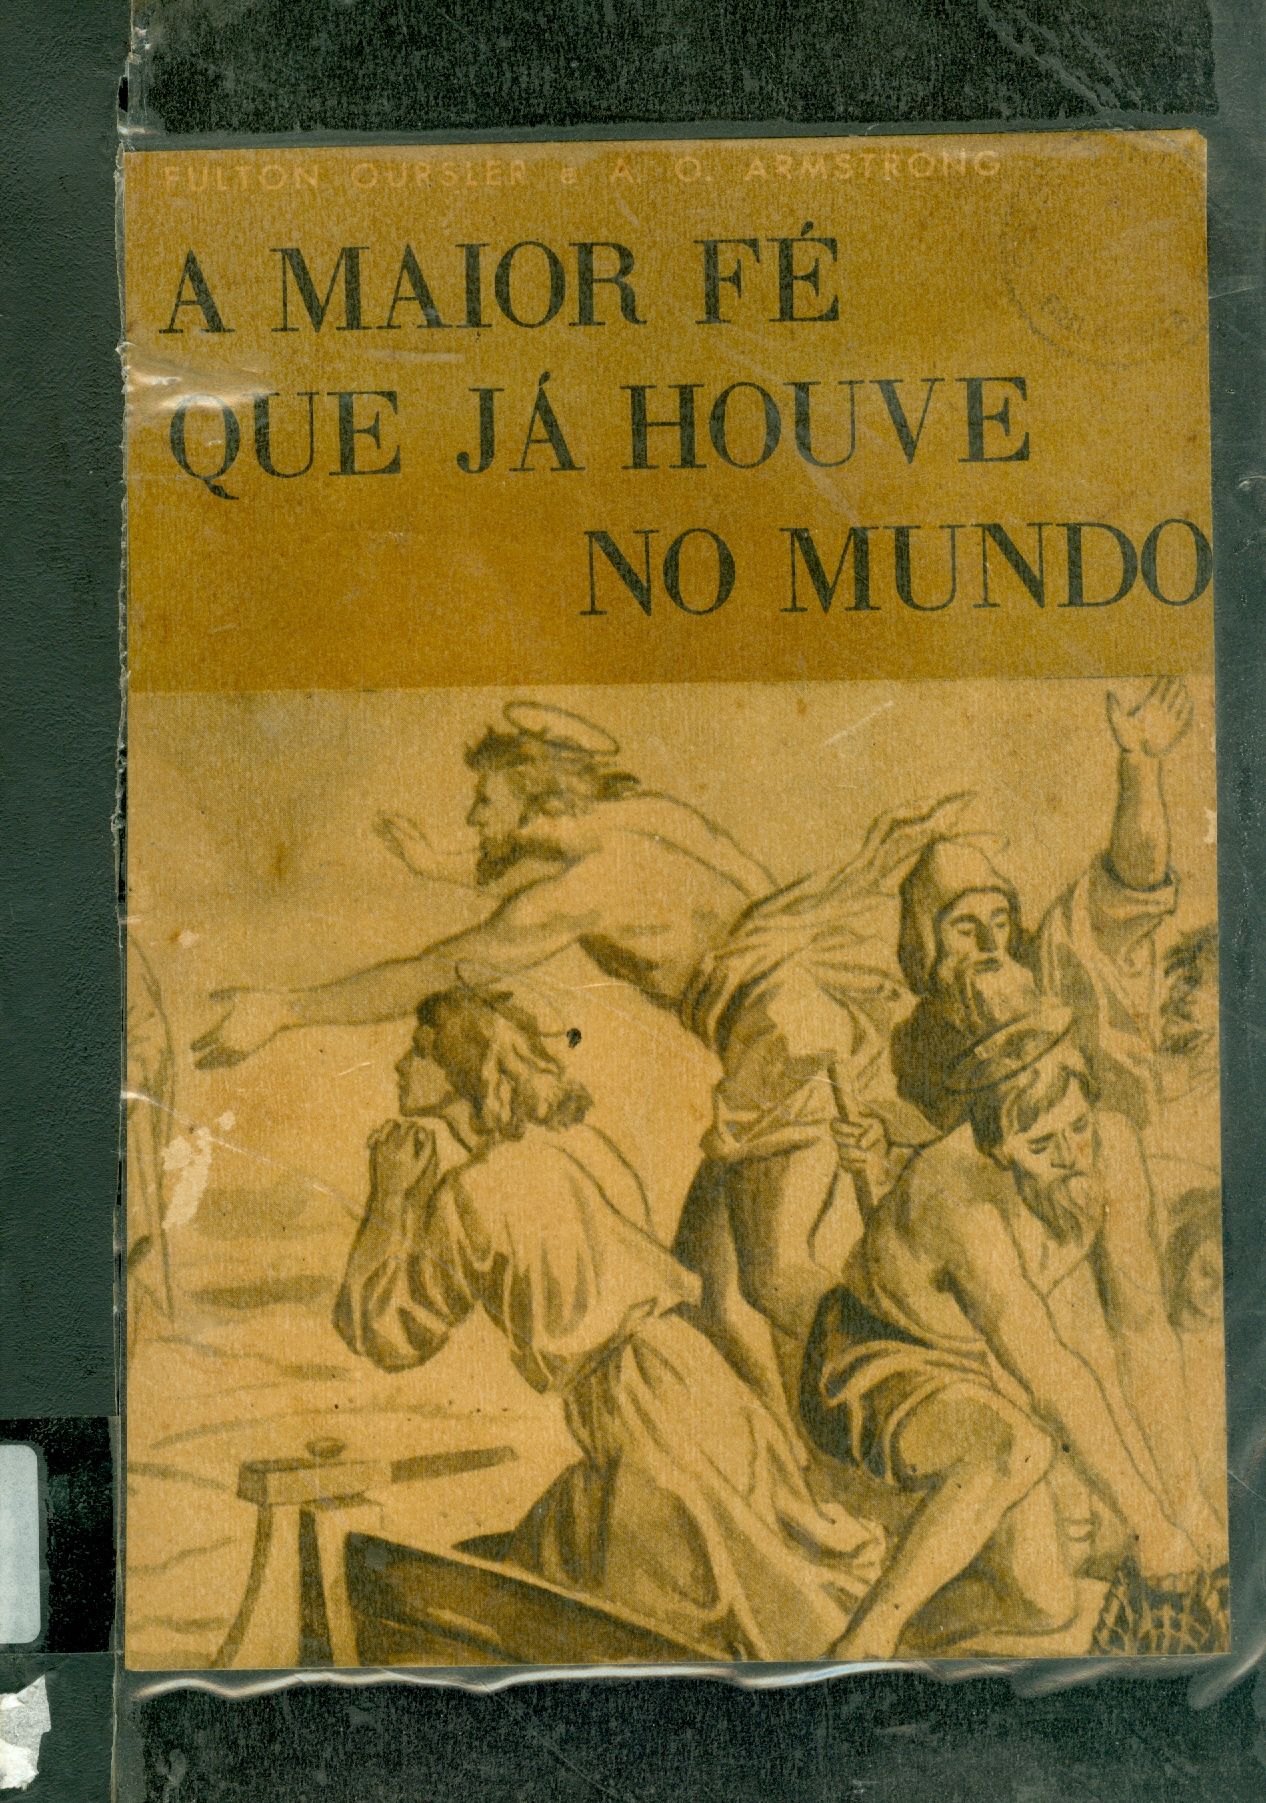 FULTON OURSLER e A. O. ARMSTRONG
A MAIOR FÉ
QUE JÁ HOUVE
NO MUNDO